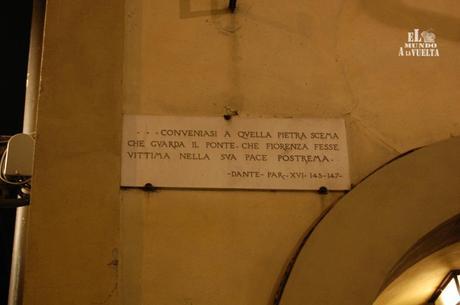 EL
MUNDO
A LA VUELTA
... CONVENIASI A QVELLA PIETRA SCEMA
CHE GVARDA IL PONTE, CHE FIORENZA FESSE
VITTIMA NELLA SVA PACE POSTREMA.
-DANTE- PAR. XVI. 145-147-